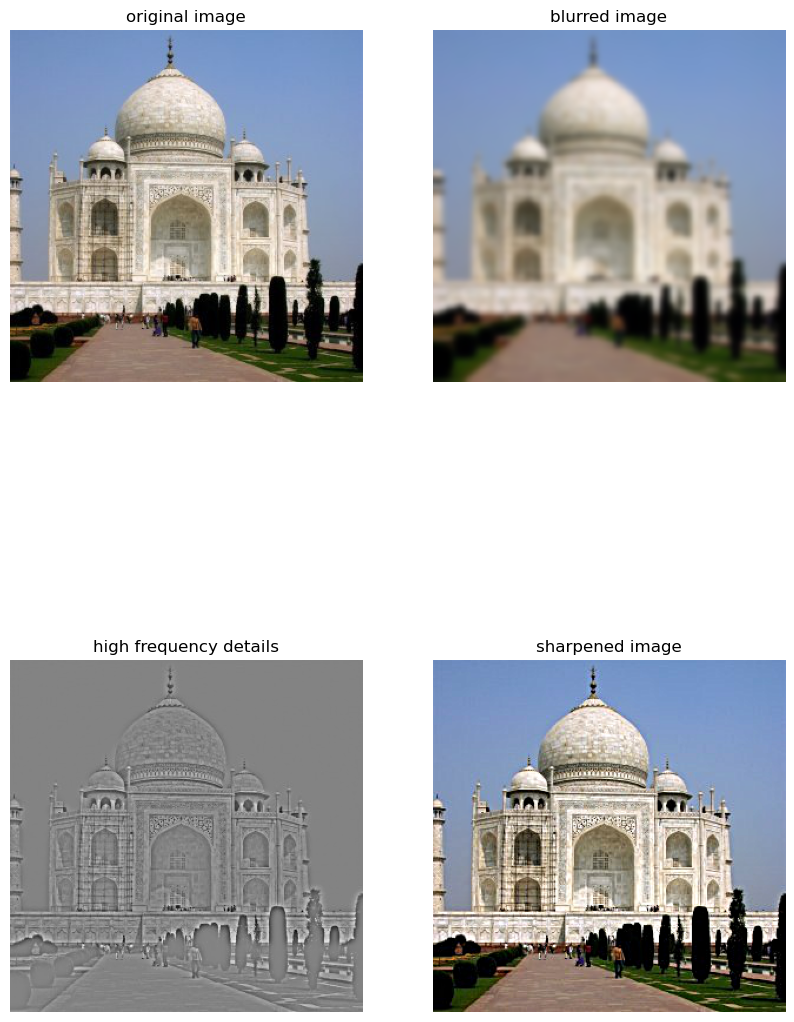 original image
blurred image
high frequency details
sharpened image